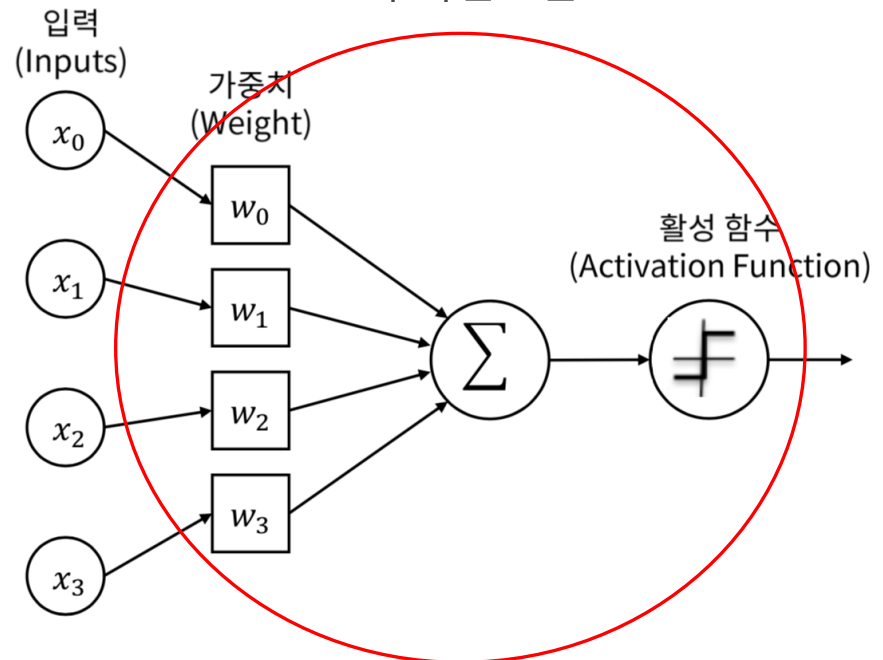 입력
(Inputs)
가중치
(Weight)
x₀
w₀
활성 함수
(Activation Function)
x₁
w₁
∑
x₂
w₂
w₃
x₃